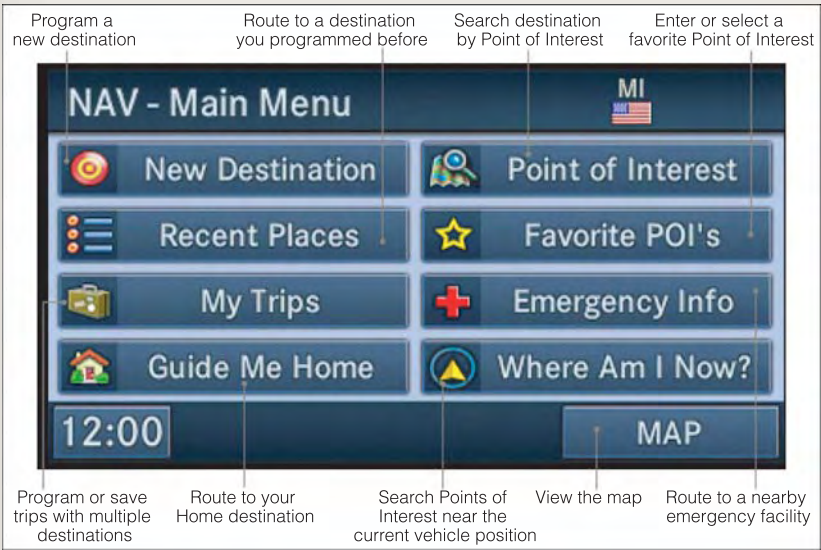 Program a
new destination
Route to a destination
you programmed before
Search destination
by Point of Interest
Enter or select a
favorite Point of Interest
NAV - Main Menu
MI
New Destination
Point of Interest
Recent Places
Favorite POI's
My Trips
Emergency Info
Guide Me Home
Where Am I Now?
12:00
MAP
Program or save
trips with multiple
destinations
Route to your
Home destination
Search Points of
Interest near the
current vehicle position
View the map
Route to a nearby
emergency facility